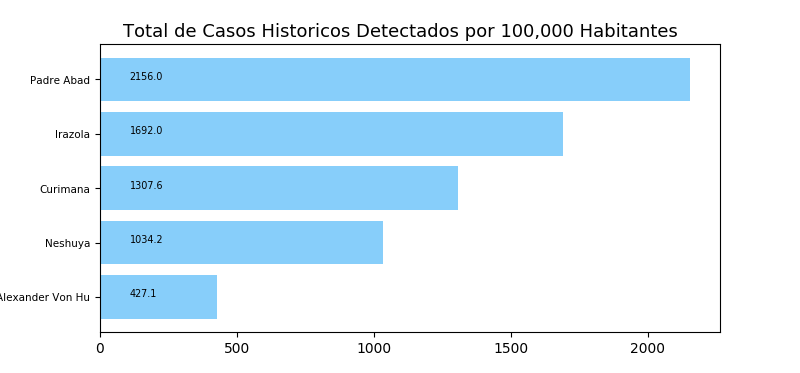 Total de Casos Historicos Detectados por 100,000 Habitantes
Padre Abad 2156.0
Irazola 1692.0
Curimana 1307.6
Neshuya 1034.2
Alexander Von Hu 427.1
0 500 1000 1500 2000